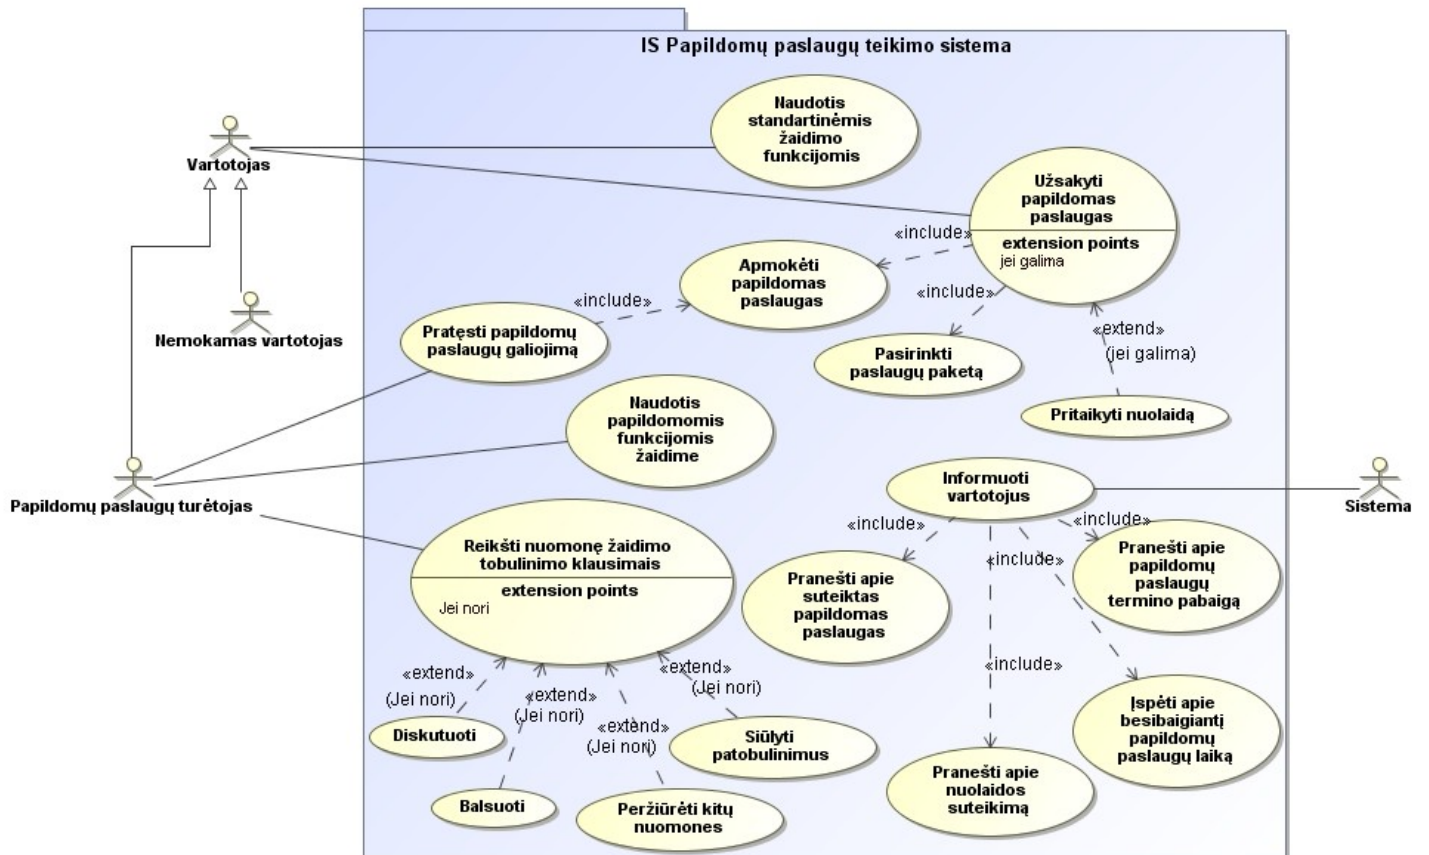 IS Papildomų paslaugų teikimo sistema
Naudotis
standartinėmis
žaidimo
funkcijomis
Vartotojas
Užsakyti
papildomas
paslaugas
extension points
jei galima
«include»
Apmokėti
papildomas
paslaugas
«include»
«include»
Nemokamas vartotojas
Pratęsti papildomų
paslaugų galiojimą
Pasirinkti
paslaugų paketą
«extend»
(jei galima)
Pritaikyti nuolaidą
Naudotis
papildomomis
funkcijomis
žaidime
Papildomų paslaugų turėtojas
Informuoti
vartotojus
Sistema
«include»
«include»
«include»
«include»
Reikšti nuomonę žaidimo
tobulinimo klausimais
extension points
Jei nori
Pranešti apie
suteiktas
papildomas
paslaugas
Pranešti apie
papildomų
paslaugų
termino pabaigą
«extend»
(Jei nori)
«extend»
(Jei nori)
«extend»
(Jei nori)
«extend»
(Jei nori)
Diskutuoti
Siūlyti
patobulinimus
Balsuoti
Peržiūrėti kitų
nuomones
Pranešti apie
nuolaidos
suteikimą
Įspėti apie
besibaigiantį
papildomų
paslaugų laiką